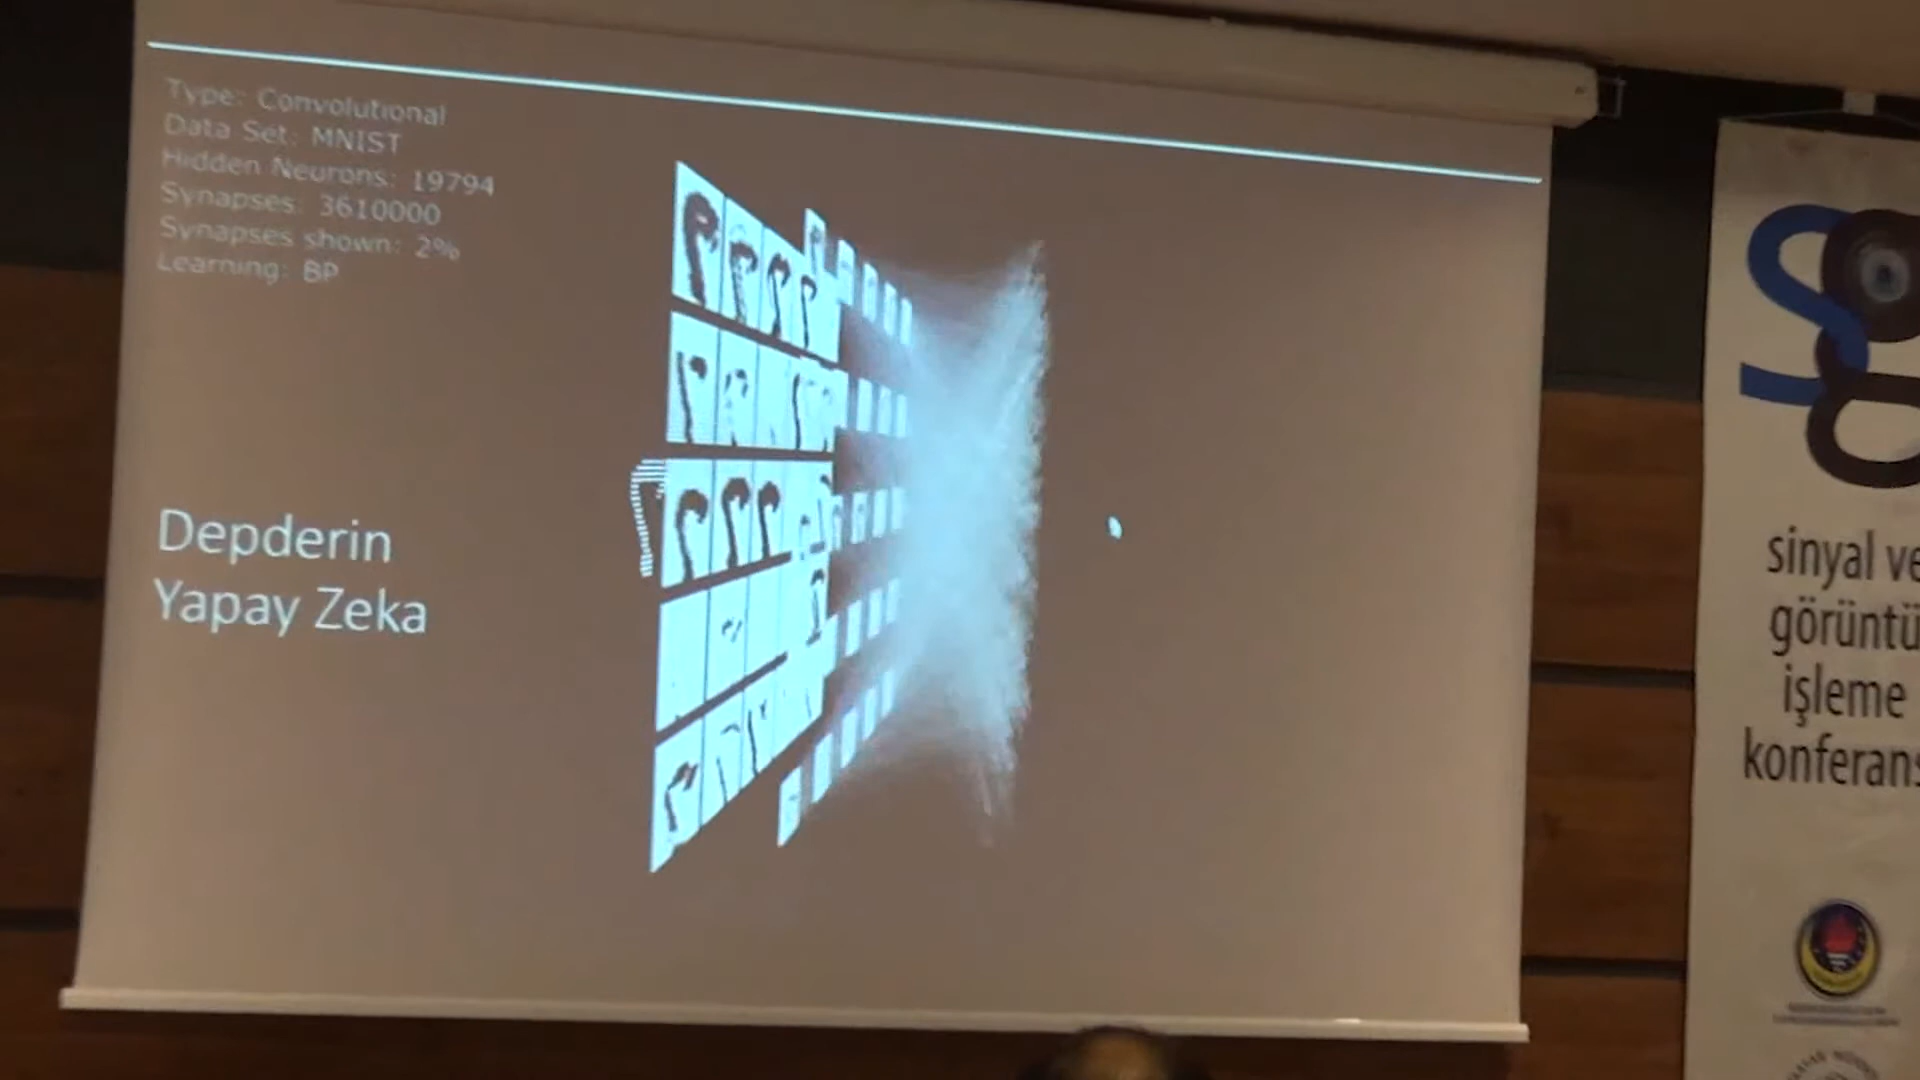 Type: Convolutional
Data Set: MNIST
Hidden Neurons: 19794
Synapses: 3610000
Synapses shown: 2%
Learning: BP
Depderin
Yapay Zeka
sinyal ve
görüntü
işleme
konferans